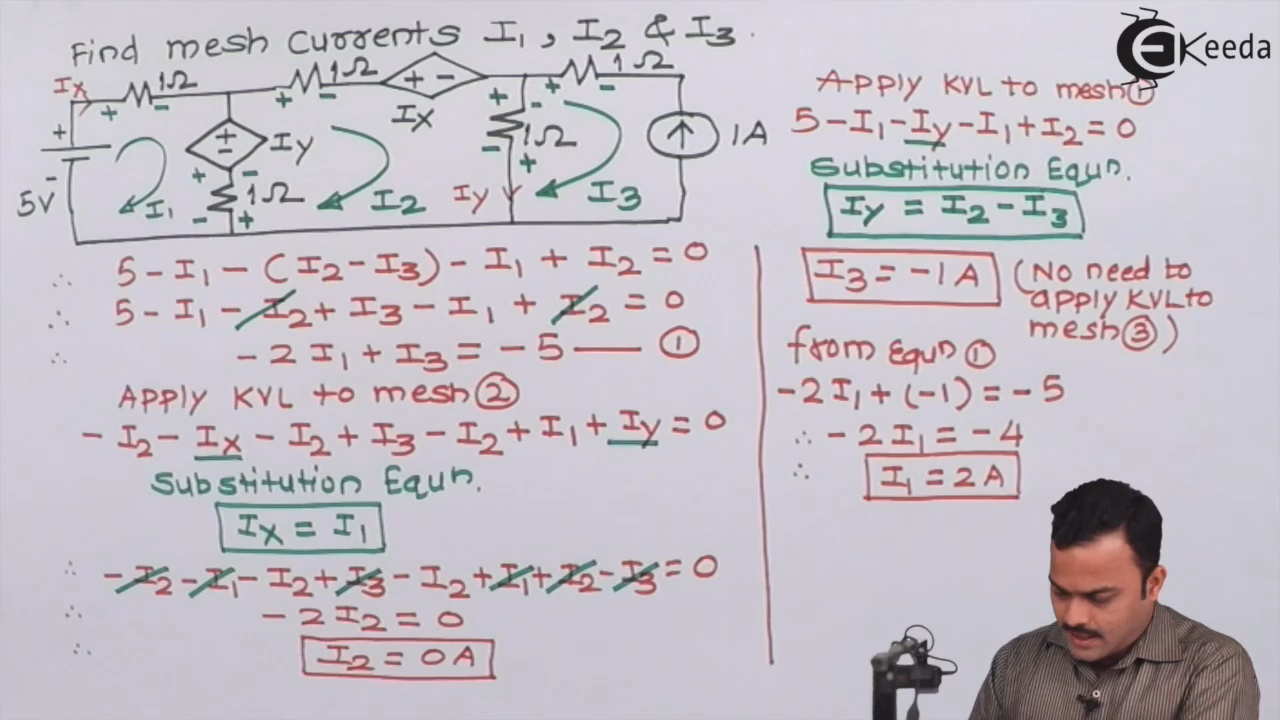 Find mesh currents I1, I2 & I3.
Ix 1Ω 1Ω + - Ix 1Ω
+ - + - + - + -
+ - 5V
± Iy
+ - 1Ω - +
+ - 1Ω - +
I1 I2 Iy I3
1A
∴ 5 - I1 - (I2 - I3) - I1 + I2 = 0
∴ 5 - I1 - I2 + I3 - I1 + I2 = 0
∴ -2I1 + I3 = -5 — ①
Apply KVL to mesh ②
- I2 - Ix - I2 + I3 - I2 + I1 + Iy = 0
Substitution Equn.
Ix = I1
∴ -I2 - I1 - I2 + I3 - I2 + I1 + I2 - I3 = 0
∴ -2I2 = 0
∴ I2 = 0A
Apply KVL to mesh ①
5 - I1 - Iy - I1 + I2 = 0
Substitution Equn.
Iy = I2 - I3
I3 = -1A (No need to
apply KVL to
mesh ③)
from Equn ①
-2I1 + (-1) = -5
∴ -2I1 = -4
∴ I1 = 2A
Ekeeda